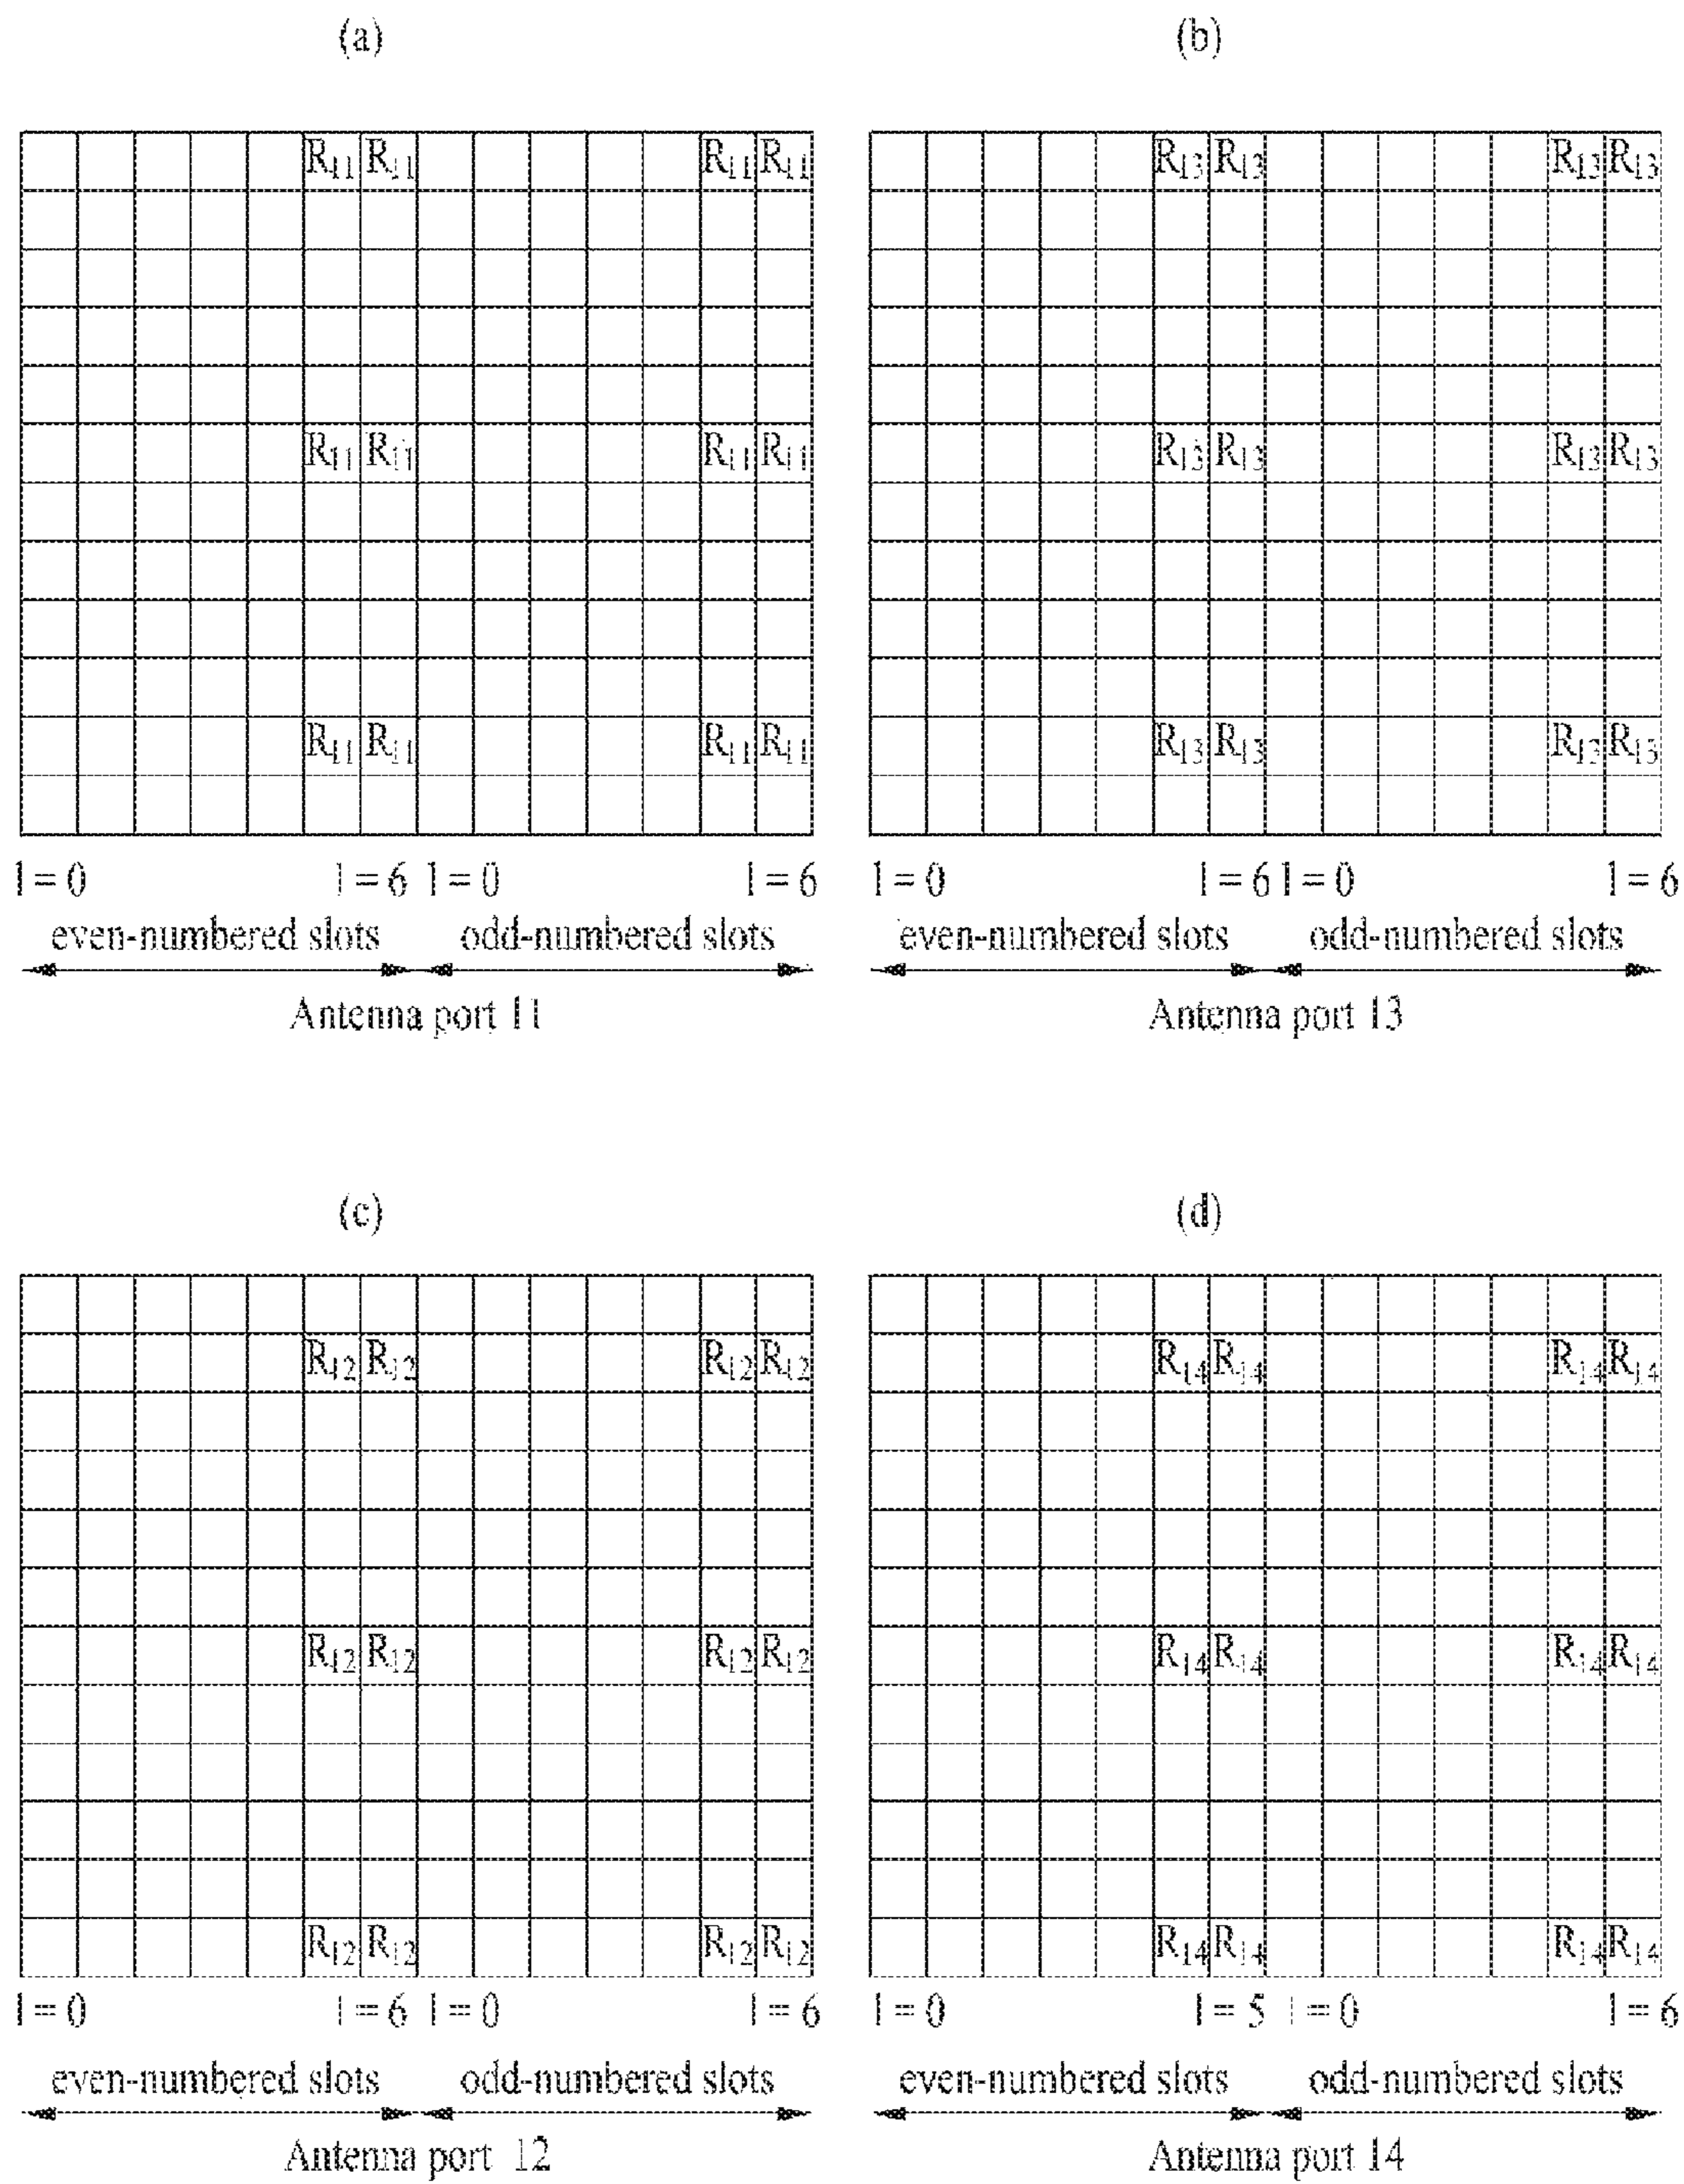 (a) (b)
R11 R11 R11 R11 R13 R13 R13 R13
R11 R11 R11 R11 R13 R13 R13 R13
R11 R11 R11 R11 R13 R13 R13 R13
l = 0 l = 6 l = 0 l = 6 l = 0 l = 6 l = 0 l = 6
even-numbered slots odd-numbered slots even-numbered slots odd-numbered slots
Antenna port 11 Antenna port 13
(c) (d)
R12 R12 R12 R12 R14 R14 R14 R14
R12 R12 R12 R12 R14 R14 R14 R14
R12 R12 R12 R12 R14 R14 R14 R14
l = 0 l = 6 l = 0 l = 6 l = 0 l = 5 l = 0 l = 6
even-numbered slots odd-numbered slots even-numbered slots odd-numbered slots
Antenna port 12 Antenna port 14